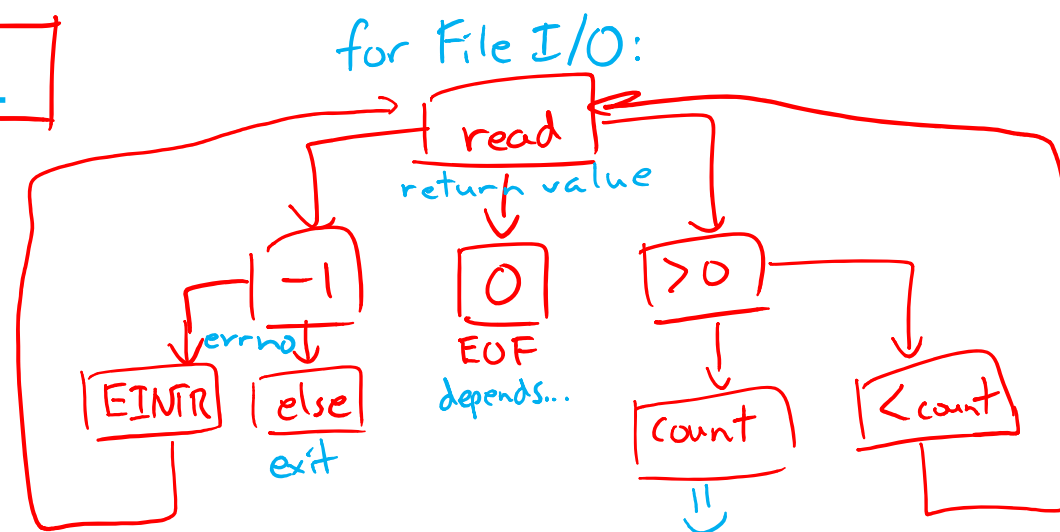 for File I/O:
read
return value
-1
0
>0
errno
EOF
EINTR
else
depends...
count
<count
exit